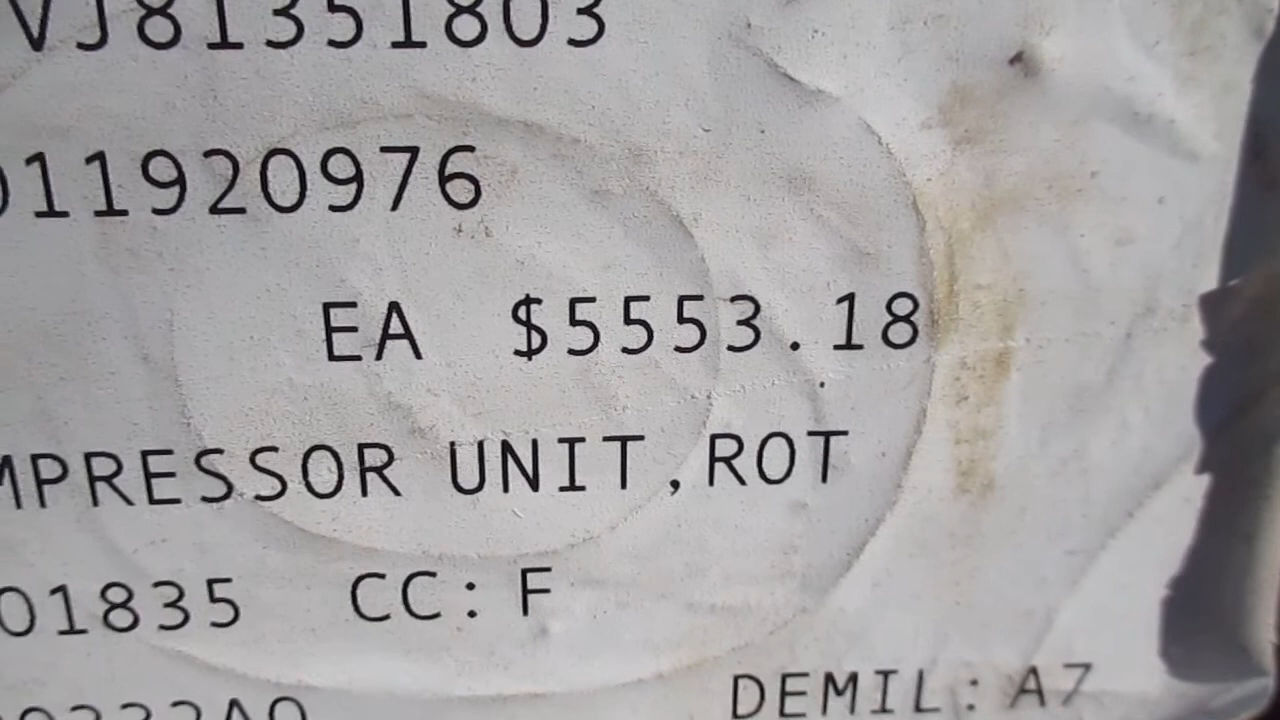 VJ81351803
011920976
EA $5553.18
MPRESSOR UNIT,ROT
01835 CC: F
DEMIL: A7